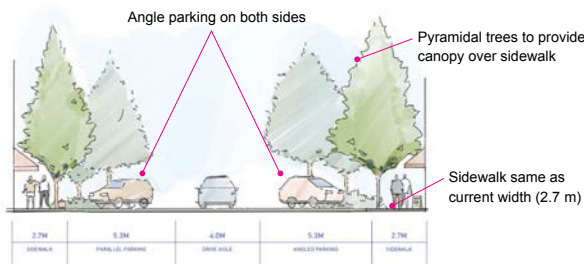 Angle parking on both sides
Pyramidal trees to provide
canopy over sidewalk
Sidewalk same as
current width (2.7 m)
2.7M 5.3M 4.0M 5.3M 2.7M
SIDEWALK PARALLEL PARKING DRIVE AISLE ANGLED PARKING SIDEWALK